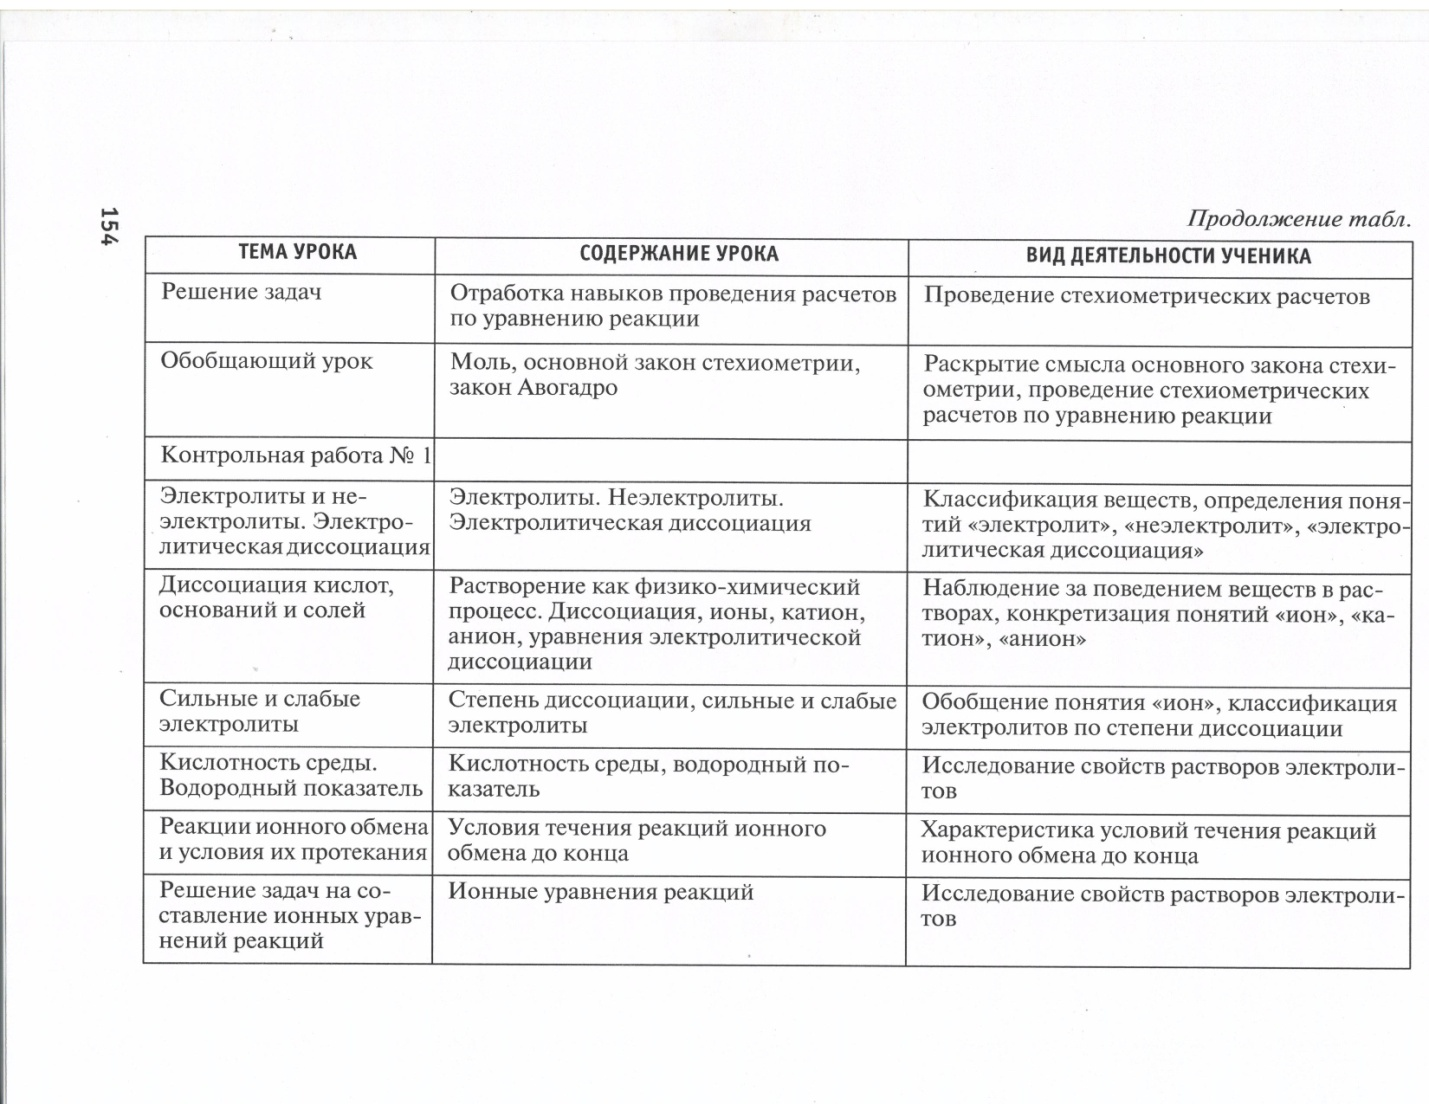 154
Продолжение табл.
ТЕМА УРОКА
СОДЕРЖАНИЕ УРОКА
ВИД ДЕЯТЕЛЬНОСТИ УЧЕНИКА
Решение задач
Отработка навыков проведения расчетов
по уравнению реакции
Проведение стехиометрических расчетов
Обобщающий урок
Моль, основной закон стехиометрии,
закон Авогадро
Раскрытие смысла основного закона стехи-
ометрии, проведение стехиометрических
расчетов по уравнению реакции
Контрольная работа № 1
Электролиты и не-
электролиты. Электро-
литическая диссоциация
Электролиты. Неэлектролиты.
Электролитическая диссоциация
Классификация веществ, определения поня-
тий «электролит», «неэлектролит», «электро-
литическая диссоциация»
Диссоциация кислот,
оснований и солей
Растворение как физико-химический
процесс. Диссоциация, ионы, катион,
анион, уравнения электролитической
диссоциации
Наблюдение за поведением веществ в рас-
творах, конкретизация понятий «ион», «ка-
тион», «анион»
Сильные и слабые
электролиты
Степень диссоциации, сильные и слабые
электролиты
Обобщение понятия «ион», классификация
электролитов по степени диссоциации
Кислотность среды.
Водородный показатель
Кислотность среды, водородный по-
казатель
Исследование свойств растворов электроли-
тов
Реакции ионного обмена
и условия их протекания
Условия течения реакций ионного
обмена до конца
Характеристика условий течения реакций
ионного обмена до конца
Решение задач на со-
ставление ионных урав-
нений реакций
Ионные уравнения реакций
Исследование свойств растворов электроли-
тов